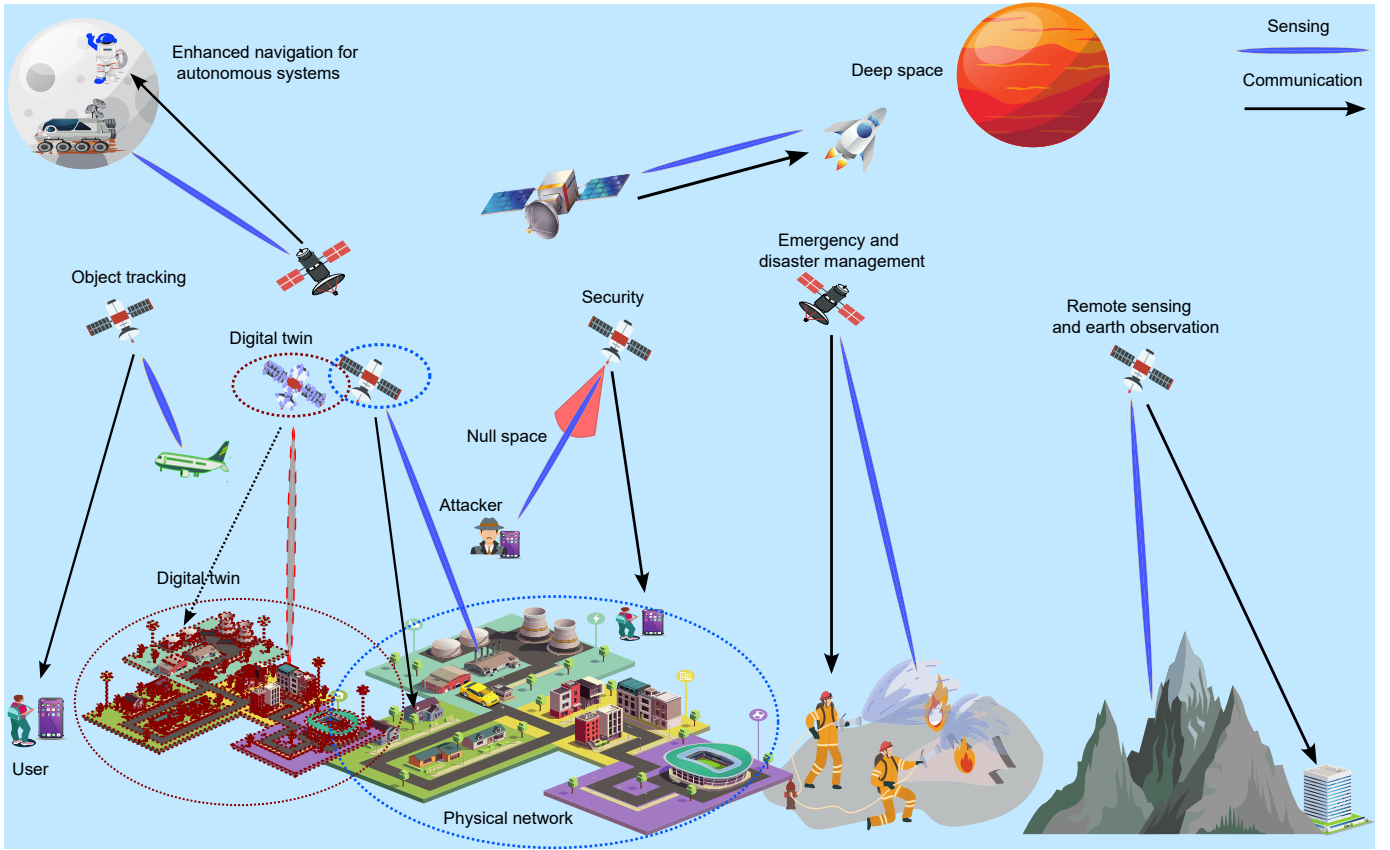 Enhanced navigation for
autonomous systems
Deep space
Sensing
Communication
Object tracking
Digital twin
Security
Emergency and
disaster management
Remote sensing
and earth observation
Null space
Attacker
Digital twin
User
Physical network